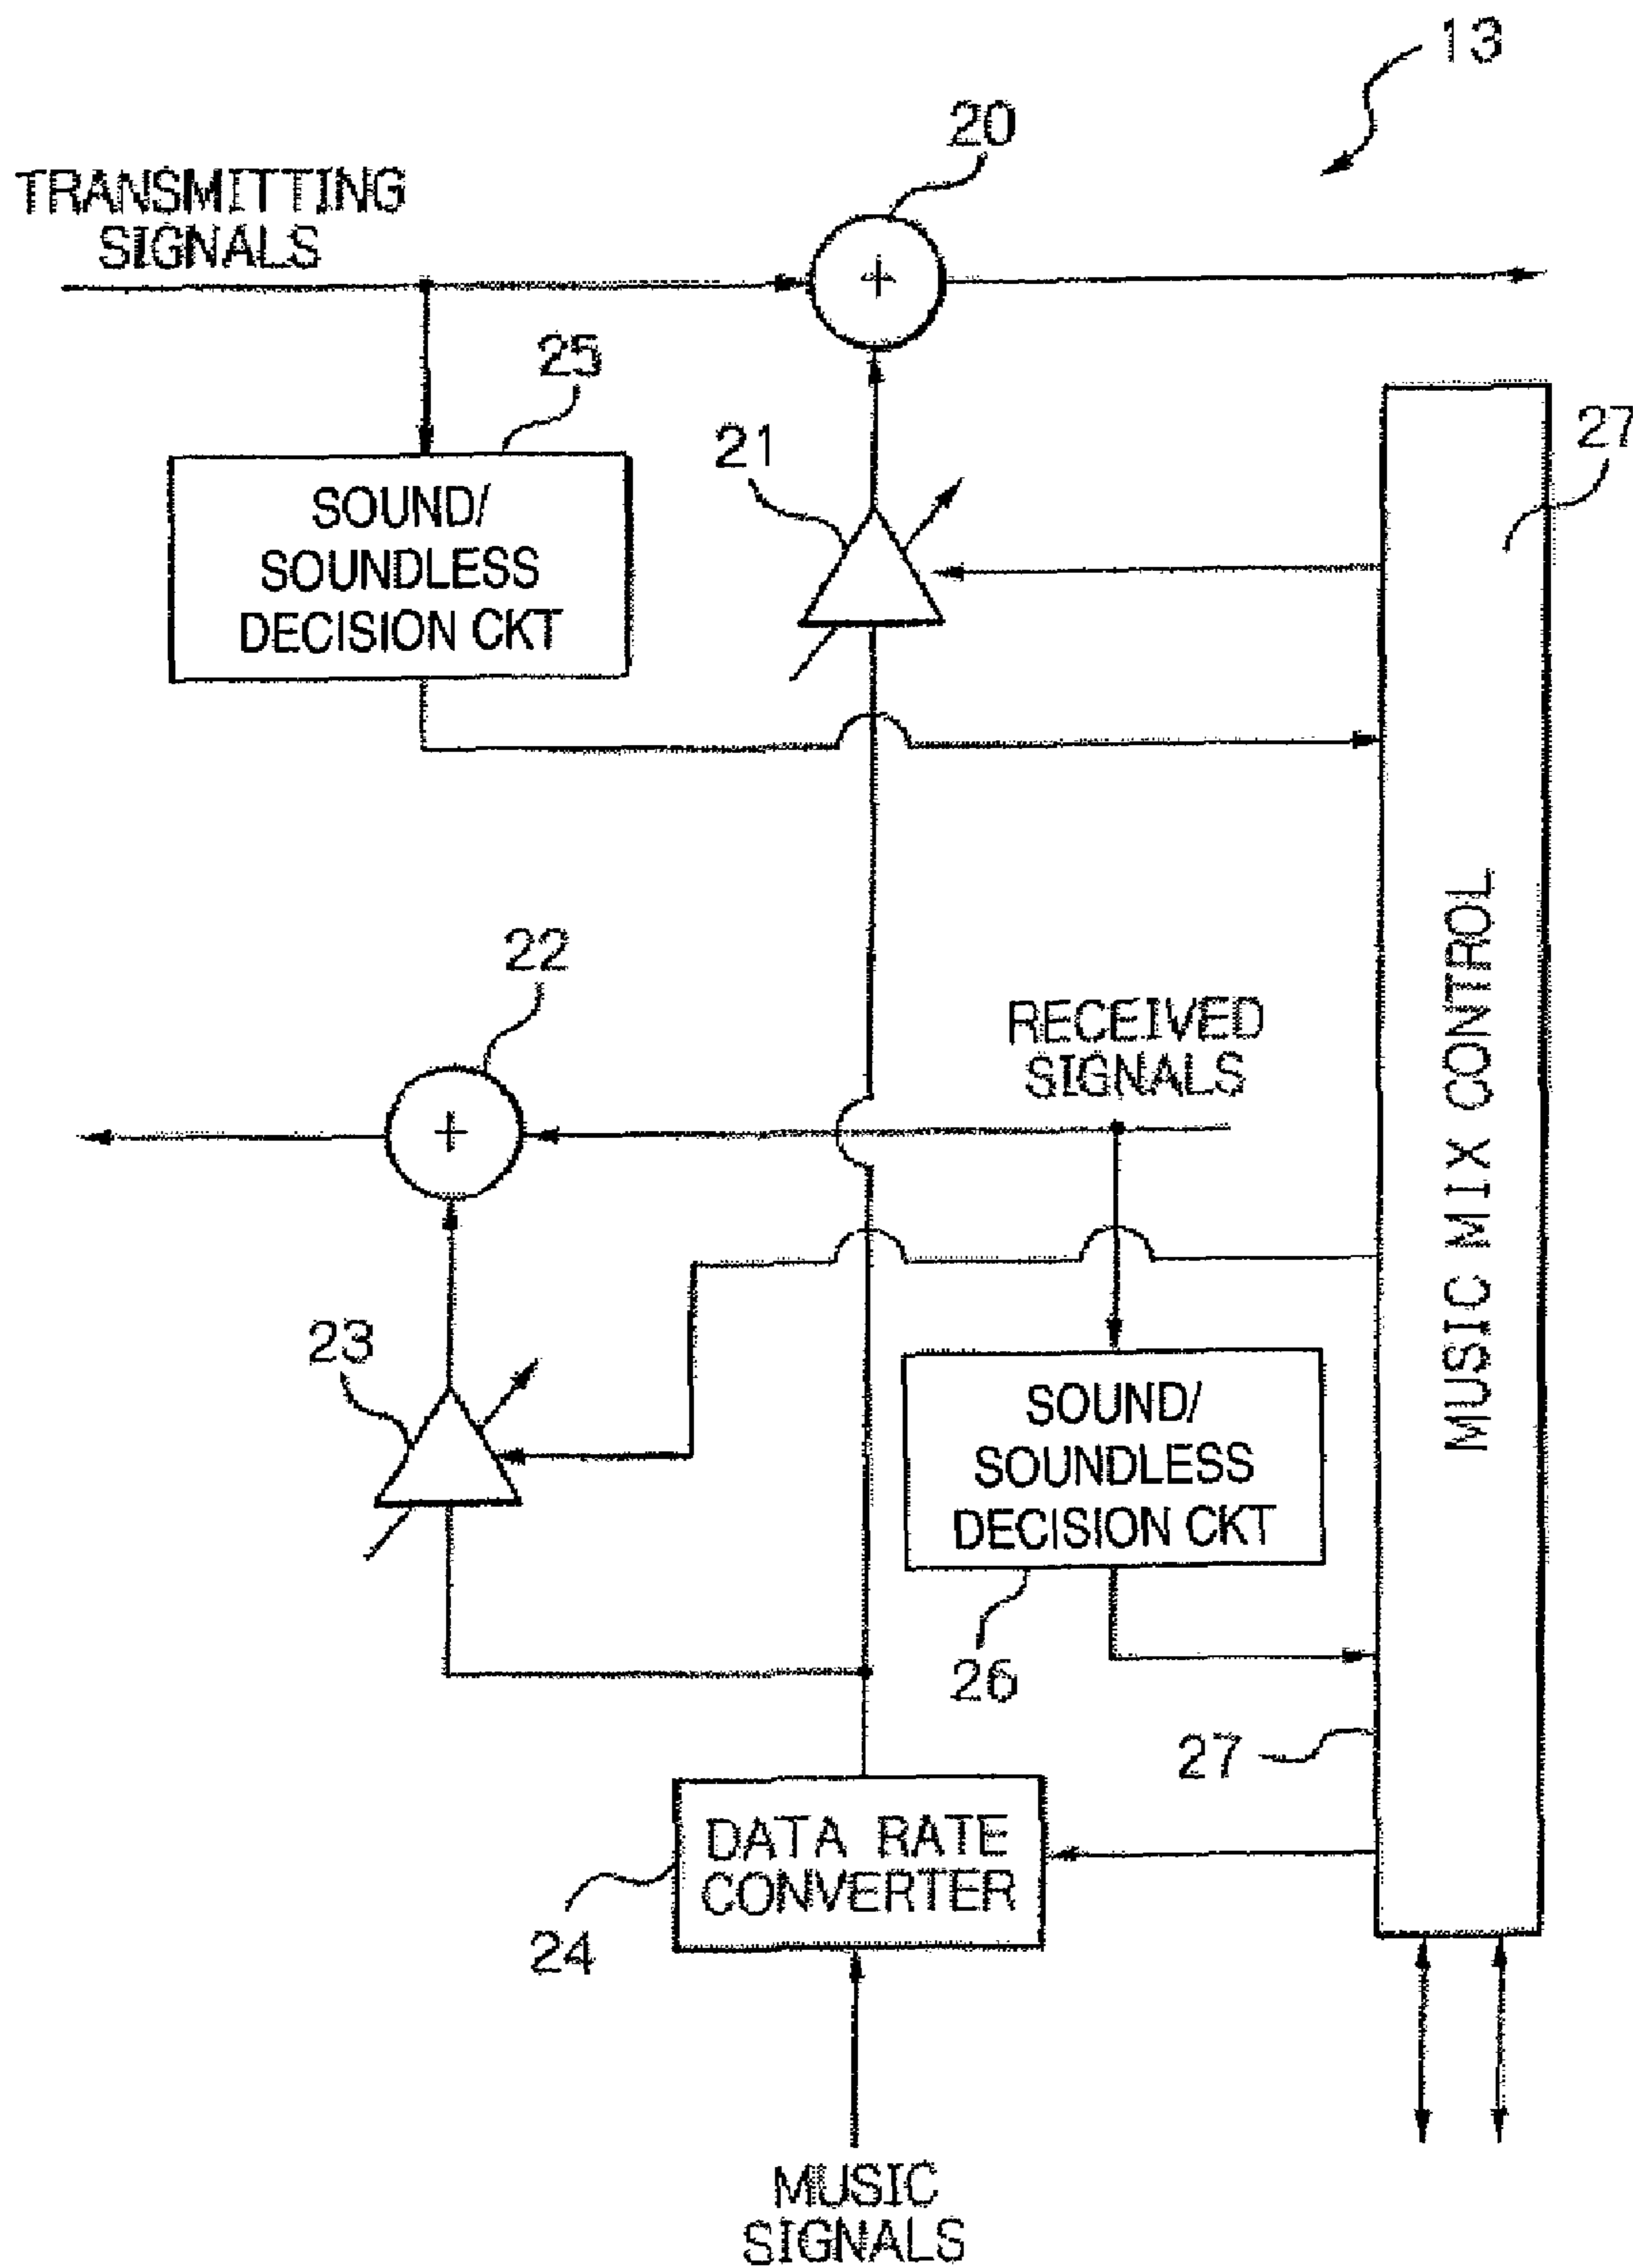 13
20
TRANSMITTING
SIGNALS
25
21
27
SOUND/
SOUNDLESS
DECISION CKT
22
RECEIVED
SIGNALS
MUSIC MIX CONTROL
23
SOUND/
SOUNDLESS
DECISION CKT
26
27
DATA RATE
CONVERTER
24
MUSIC
SIGNALS